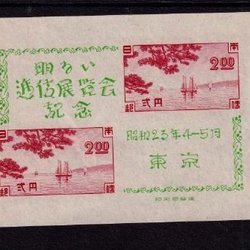 明るい
逓信展覧会
記念
日本
2.00
弐円
郵便
日本
2.00
弐円
郵便
昭和23年4-5月
東京